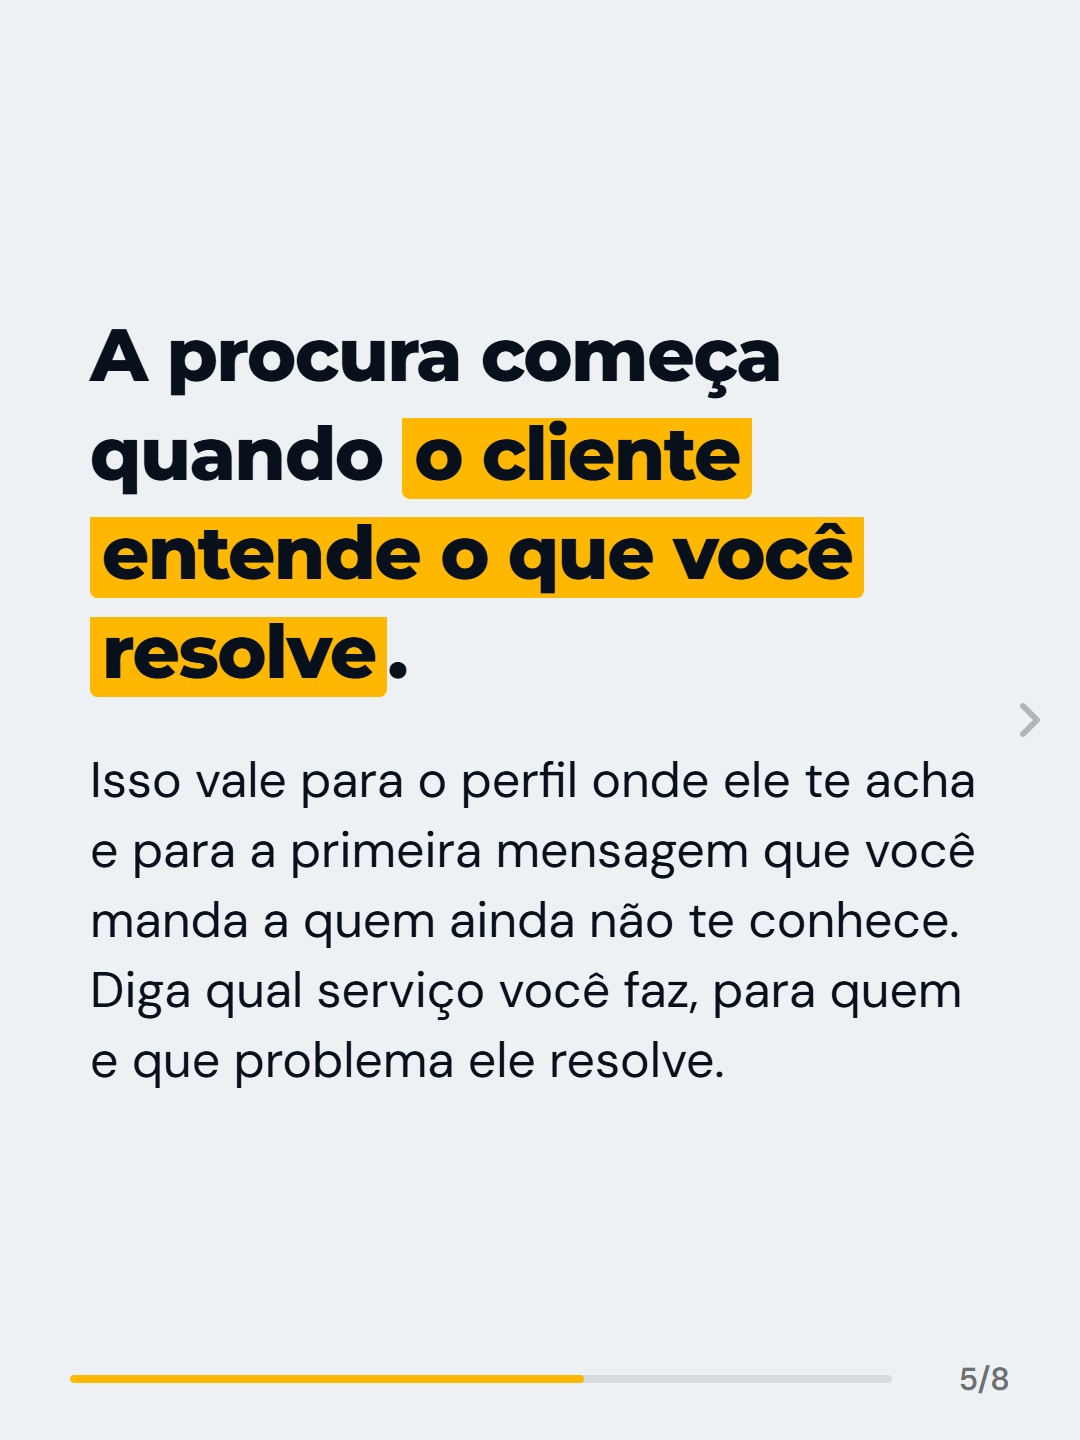 A procura começa
quando o cliente
entende o que você
resolve.
Isso vale para o perfil onde ele te acha
e para a primeira mensagem que você
manda a quem ainda não te conhece.
Diga qual serviço você faz, para quem
e que problema ele resolve.
5/8